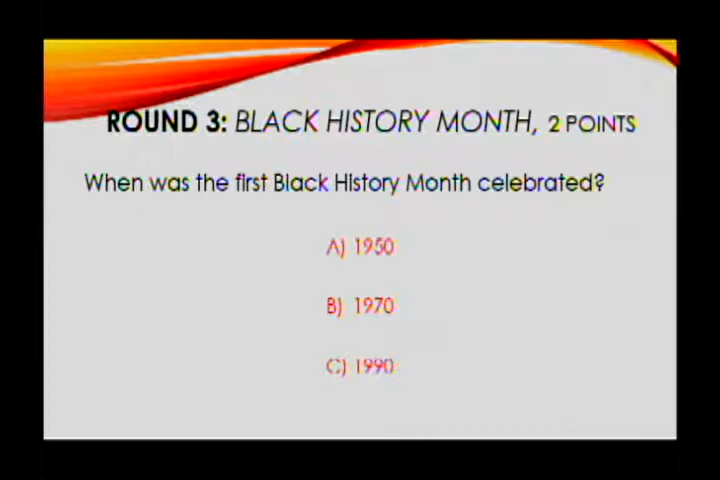 ROUND 3: BLACK HISTORY MONTH, 2 POINTS
When was the first Black History Month celebrated?
A) 1950
B) 1970
C) 1990